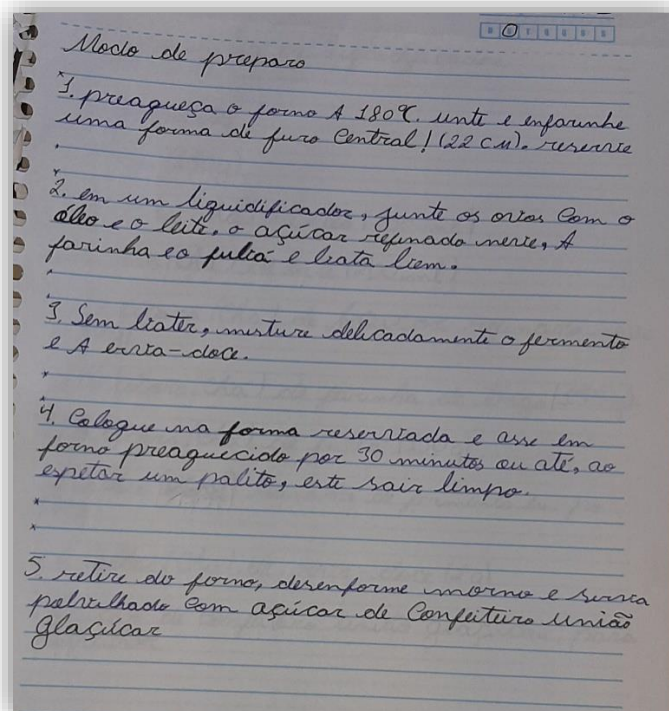 Modo de preparo
1. preaqueça o forno A 180°C. unte e enfarinhe
uma forma de furo Central! (22 cm). reserve
2. em um liquidificador, junte os ovos Com o
óleo e o leite. o açúcar refinado neve, A
farinha e o fubá e bata bem.
3. Sem bater, misture delicadamente o fermento
e A erva-doce.
4. Coloque na forma reservada e asse em
forno preaquecido por 30 minutos ou até, ao
espetar um palito, este sair limpo.
5. retire do forno, desenforme morno e sirva
polvilhado Com açúcar de Confeiteiro União
Glaçúcar